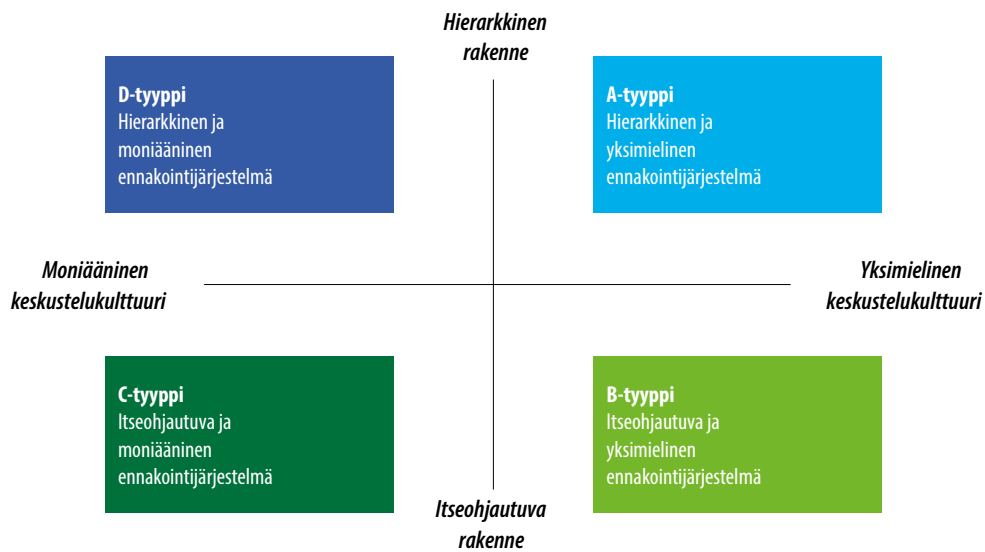 Hierarkkinen
rakenne
D-tyyppi
Hierarkkinen ja
moniääninen
ennakointijärjestelmä
A-tyyppi
Hierarkkinen ja
yksimielinen
ennakointijärjestelmä
Moniääninen
keskustelukulttuuri
Yksimielinen
keskustelukulttuuri
C-tyyppi
Itseohjautuva ja
moniääninen
ennakointijärjestelmä
B-tyyppi
Itseohjautuva ja
yksimielinen
ennakointijärjestelmä
Itseohjautuva
rakenne